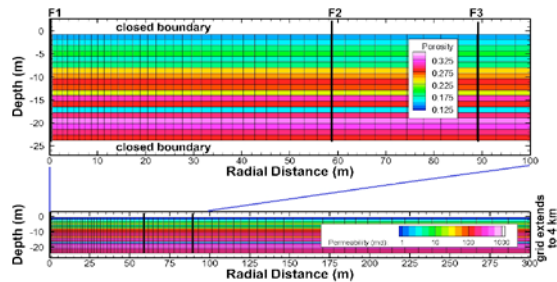 F1 F2 F3
closed boundary
0
-5
-10
-15
-20
-25
Depth (m)
Porosity
0.325
0.275
0.225
0.175
0.125
closed boundary
0 10 20 30 40 50 60 70 80 90 100
Radial Distance (m)
0
-10
-20
Depth (m)
Permeability (md)
1 10 100 1000
0 25 50 75 100 125 150 175 200 225 250 275 300
Radial Distance (m)
grid extends
to 4 km